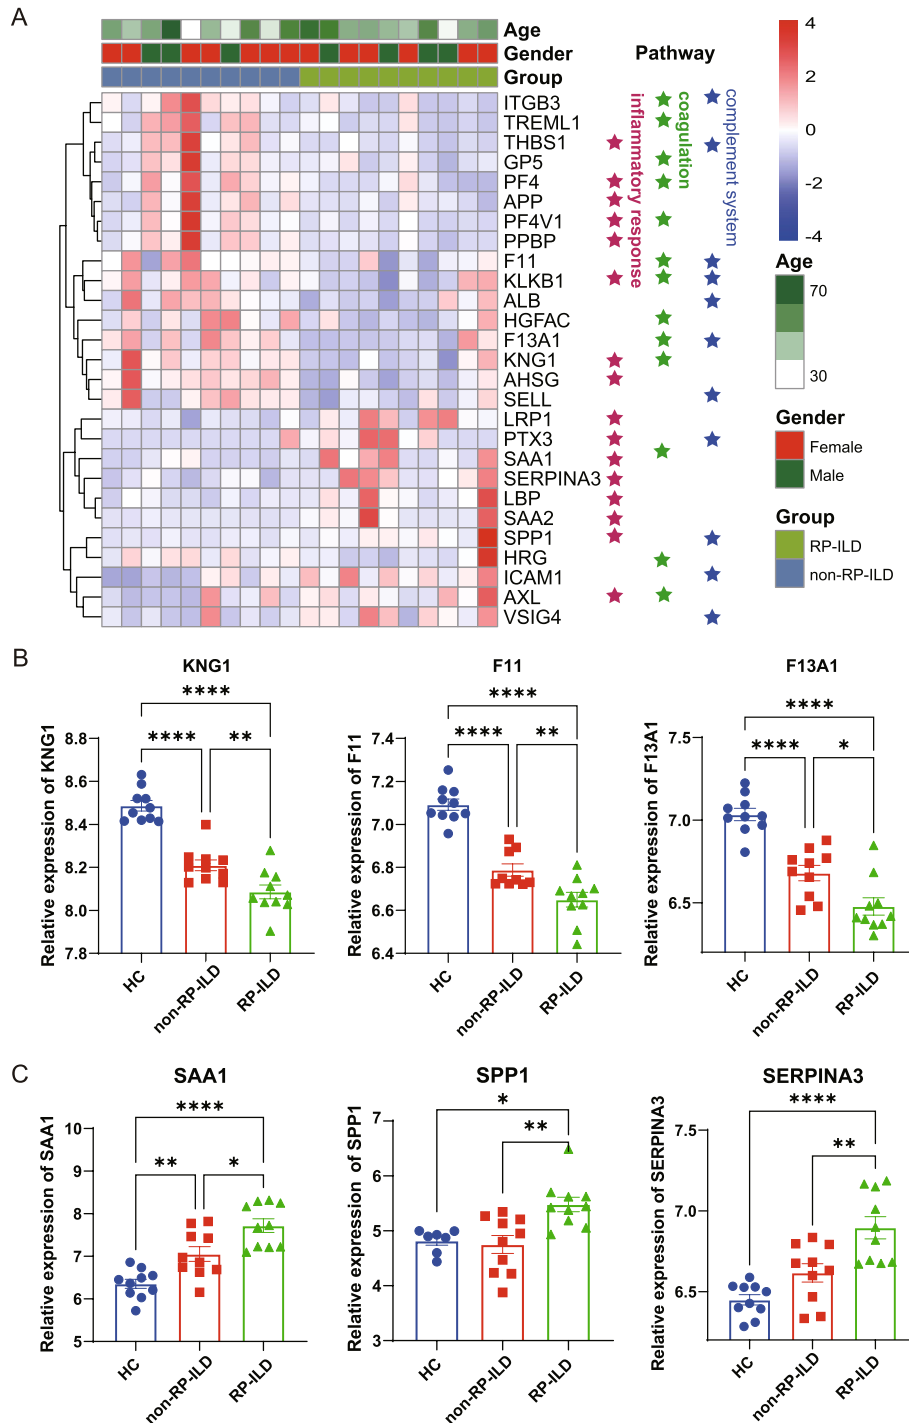 A
Age
Gender
Group
Pathway
ITGB3
TREML1
THBS1
GP5
PF4
APP
PF4V1
PPBP
F11
KLKB1
ALB
HGFAC
F13A1
KNG1
AHSG
SELL
LRP1
PTX3
SAA1
SERPINA3
LBP
SAA2
SPP1
HRG
ICAM1
AXL
VSIG4
inflammatory response
coagulation
complement system
4
2
0
-2
-4
Age
70
30
Gender
Female
Male
Group
RP-ILD
non-RP-ILD
B
KNG1
****
**** **
Relative expression of KNG1
8.8
8.6
8.4
8.2
8.0
7.8
HC
non-RP-ILD
RP-ILD
F11
****
**** **
Relative expression of F11
7.4
7.2
7.0
6.8
6.6
6.4
HC
non-RP-ILD
RP-ILD
F13A1
****
**** *
Relative expression of F13A1
7.5
7.0
6.5
HC
non-RP-ILD
RP-ILD
C
SAA1
****
** *
Relative expression of SAA1
10
9
8
7
6
5
HC
non-RP-ILD
RP-ILD
SPP1
*
**
Relative expression of SPP1
7
6
5
4
3
HC
non-RP-ILD
RP-ILD
SERPINA3
****
**
Relative expression of SERPINA3
7.5
7.0
6.5
HC
non-RP-ILD
RP-ILD